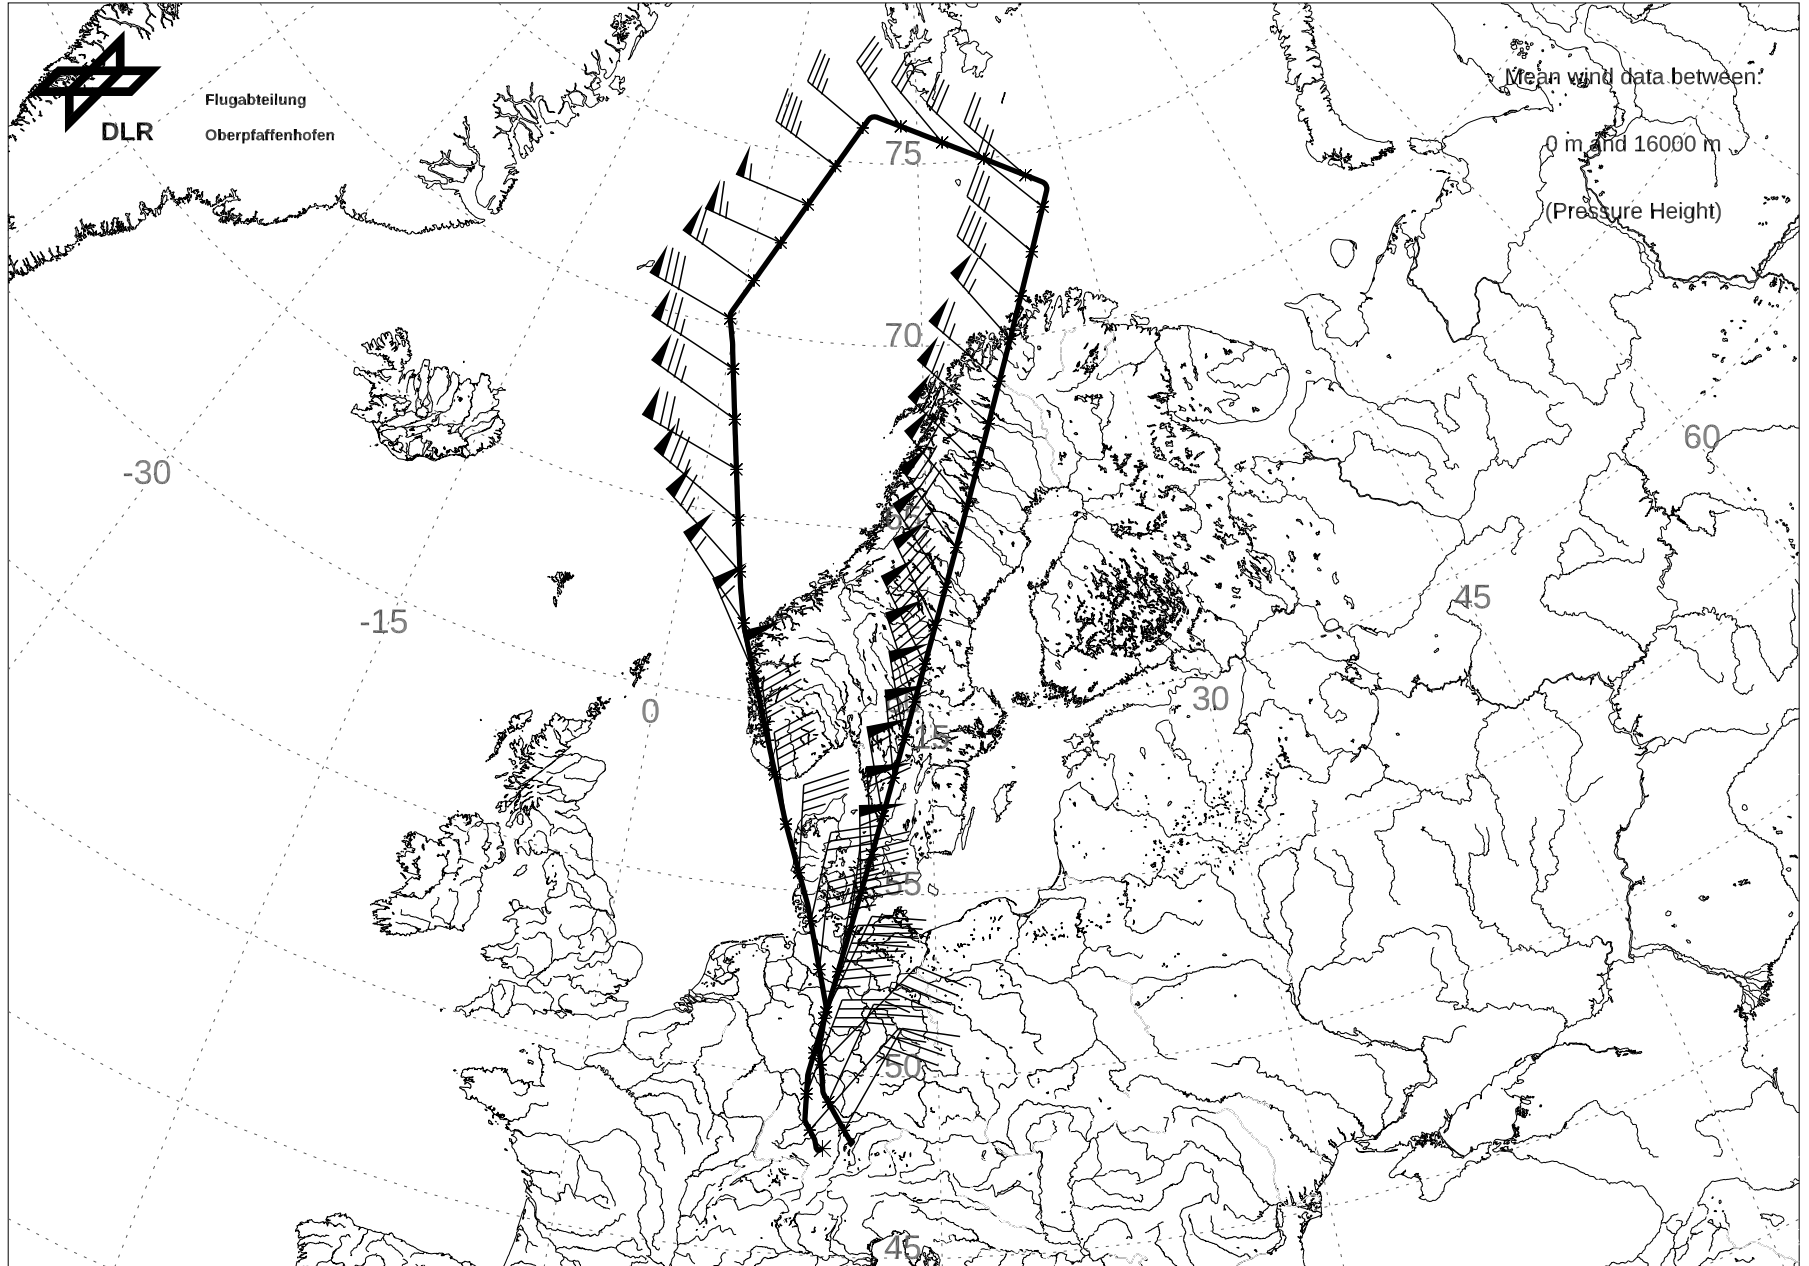 Flugabteilung
DLR
Oberpfaffenhofen
Mean wind data between:
0 m and 16000 m
(Pressure Height)
75
70
65
60
-30
45
-15
30
0
15
55
50
45